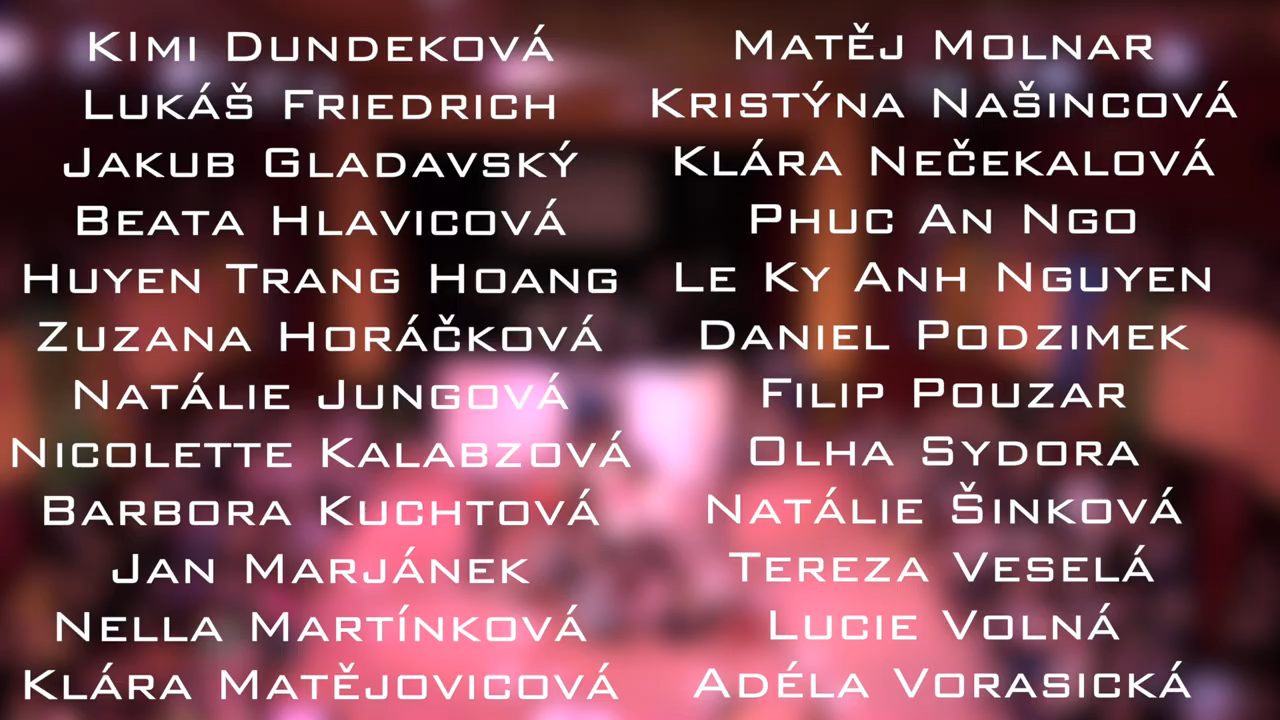 KImi Dundeková
Lukáš Friedrich
Jakub Gladavský
Beata Hlavicová
Huyen Trang Hoang
Zuzana Horáčková
Natálie Jungová
Nicolette Kalabzová
Barbora Kuchtová
Jan Marjánek
Nella Martínková
Klára Matějovicová
Matěj Molnar
Kristýna Našincová
Klára Nečekalová
Phuc An Ngo
Le Ky Anh Nguyen
Daniel Podzimek
Filip Pouzar
Olha Sydora
Natálie Šinková
Tereza Veselá
Lucie Volná
Adéla Vorasická